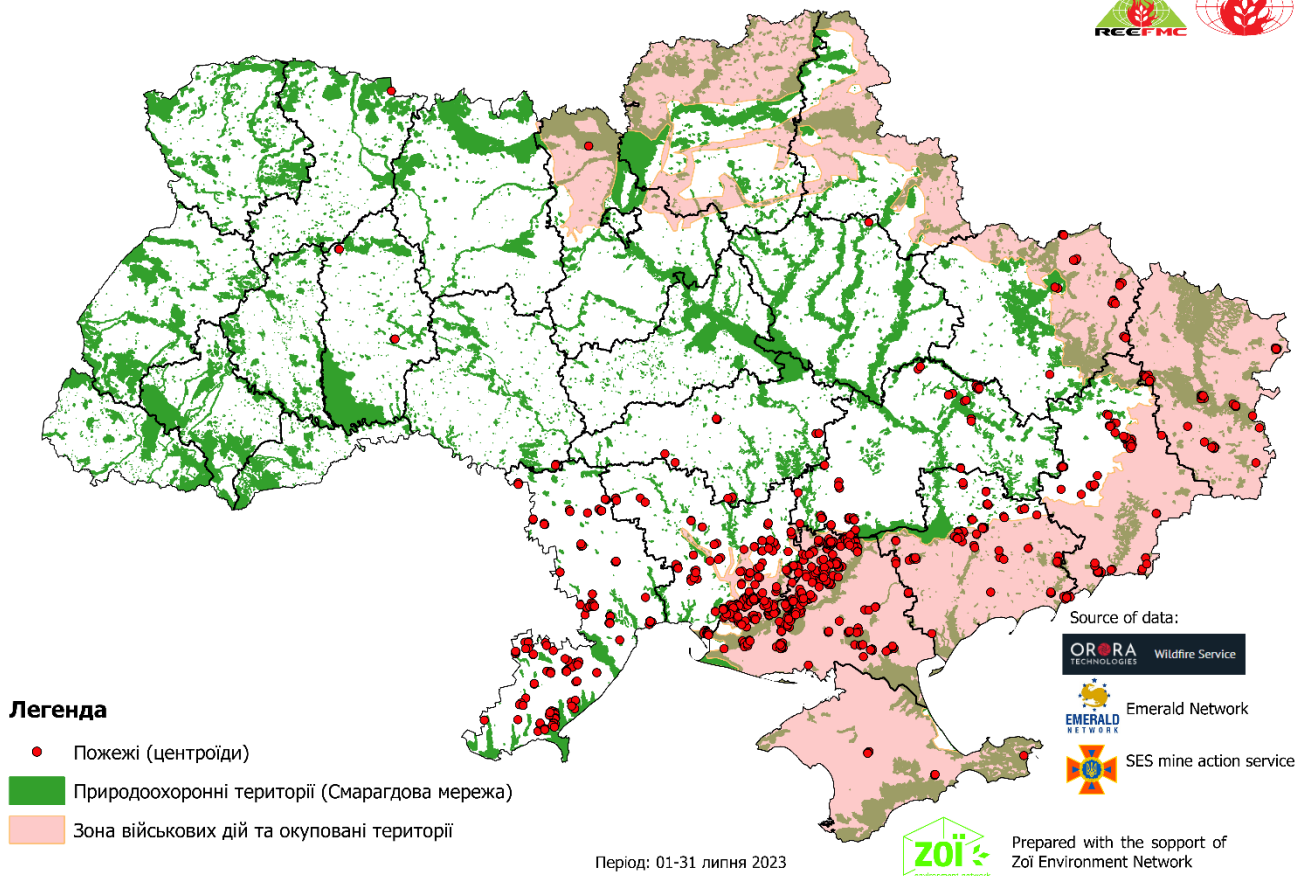 REEFMC
Source of data:
ORORA
TECHNOLOGIES
Wildfire Service
EMERALD
NETWORK
Emerald Network
SES mine action service
Легенда
Пожежі (центроїди)
Природоохоронні території (Смарагдова мережа)
Зона військових дій та окуповані території
Період: 01-31 липня 2023
zoï
environment network
Prepared with the sopport of
Zoï Environment Network